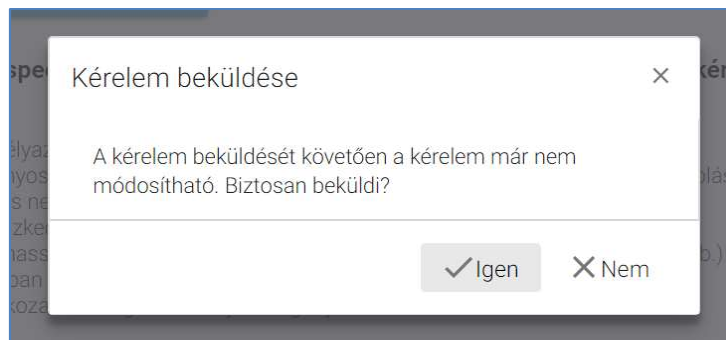 Kérelem beküldése
A kérelem beküldését követően a kérelem már nem
módosítható. Biztosan beküldi?
Igen Nem